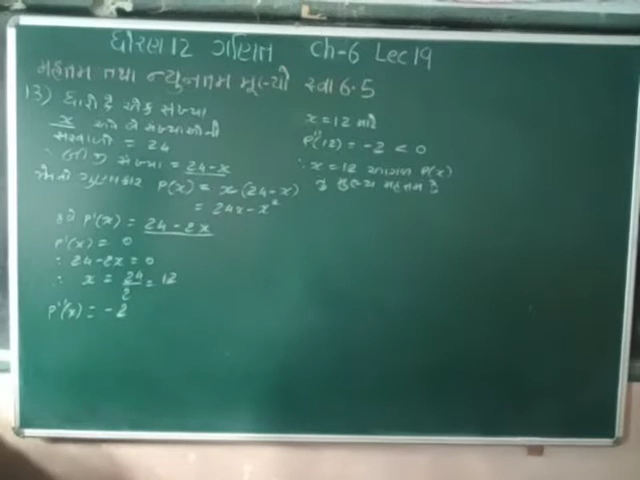 ધોરણ 12 ગણિત Ch-6 Lec 19
મહત્તમ તથા ન્યુનતમ મૂલ્યો સ્વા 6.5
13) ધારો કે એક સંખ્યા
x અને બે સંખ્યાઓની
સરવાળો = 24
∴ બીજી સંખ્યા = 24-x
એનો ગુણાકાર P(x) = x(24-x)
= 24x-x²
હવે P'(x) = 24-2x
P'(x) = 0
∴ 24-2x=0
∴ x = 24/2 = 12
P''(x) = -2
x=12 માટે
P''(12) = -2 < 0
∴ x=12 આગળ P(x)
નું મુલ્ય મહત્તમ છે